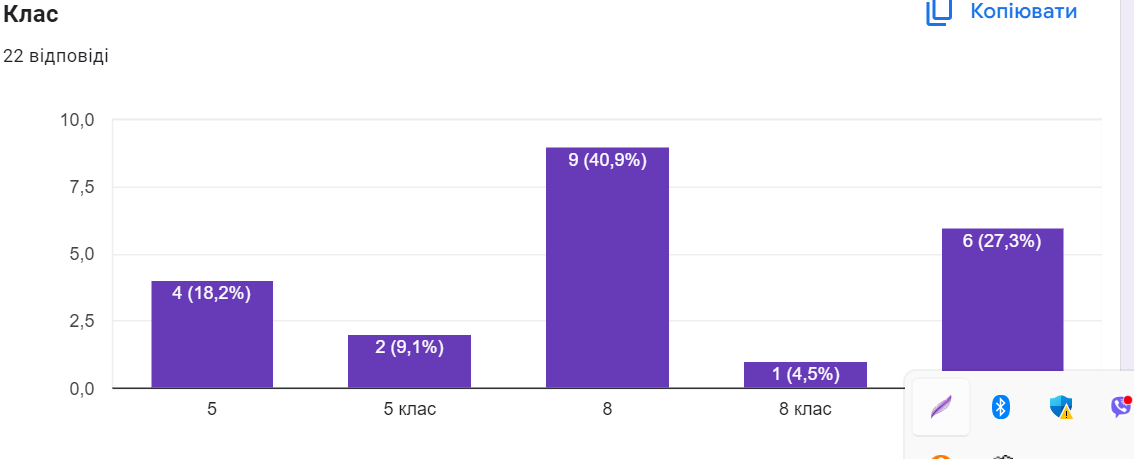 Клас
Копіювати
22 відповіді
10,0
7,5
5,0
2,5
0,0
4 (18,2%)
2 (9,1%)
9 (40,9%)
1 (4,5%)
6 (27,3%)
5
5 клас
8
8 клас